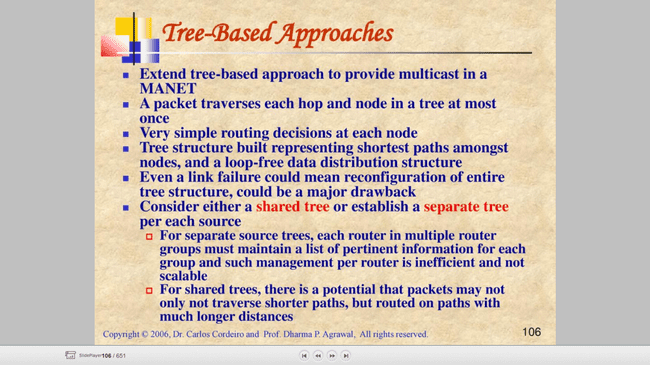 Tree-Based Approaches
Extend tree-based approach to provide multicast in a
MANET
A packet traverses each hop and node in a tree at most
once
Very simple routing decisions at each node
Tree structure built representing shortest paths amongst
nodes, and a loop-free data distribution structure
Even a link failure could mean reconfiguration of entire
tree structure, could be a major drawback
Consider either a shared tree or establish a separate tree
per each source
For separate source trees, each router in multiple router
groups must maintain a list of pertinent information for each
group and such management per router is inefficient and not
scalable
For shared trees, there is a potential that packets may not
only not traverse shorter paths, but routed on paths with
much longer distances
Copyright © 2006, Dr. Carlos Cordeiro and Prof. Dharma P. Agrawal, All rights reserved.
106
SlidePlayer 106 / 651